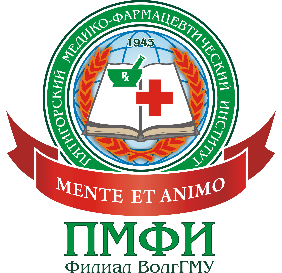 ПЯТИГОРСКИЙ МЕДИКО-ФАРМАЦЕВТИЧЕСКИЙ ИНСТИТУТ
1943
Rx
MENTE ET ANIMO
ПМФИ
Филиал ВолгГМУ